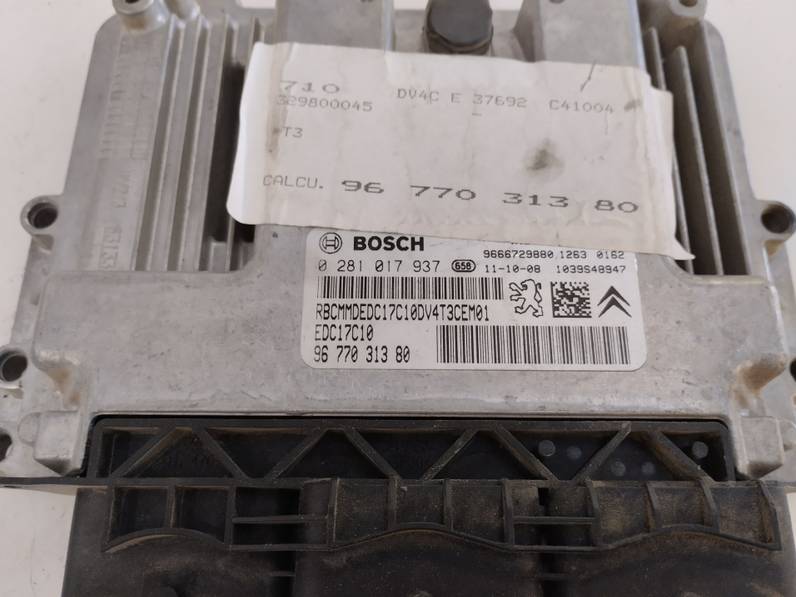 710 DV4C E 37692 C41004
329800045
T3
CALCU. 96 770 313 80
BOSCH
9666729880 1263 0162
0 281 017 937 658 11-10-08 1039S48947
RBCMMDEDC17C10DV4T3CEM01
EDC17C10
96 770 313 80